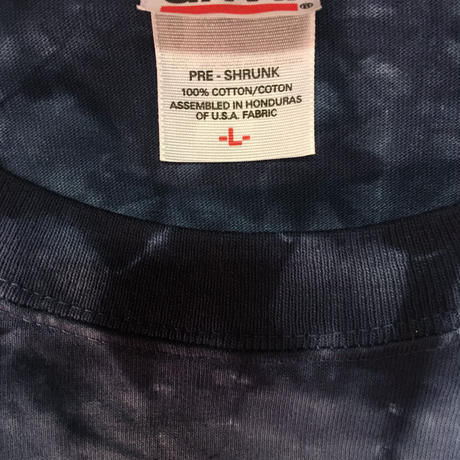 ®
PRE - SHRUNK
100% COTTON/COTON
ASSEMBLED IN HONDURAS
OF U.S.A. FABRIC
-L-